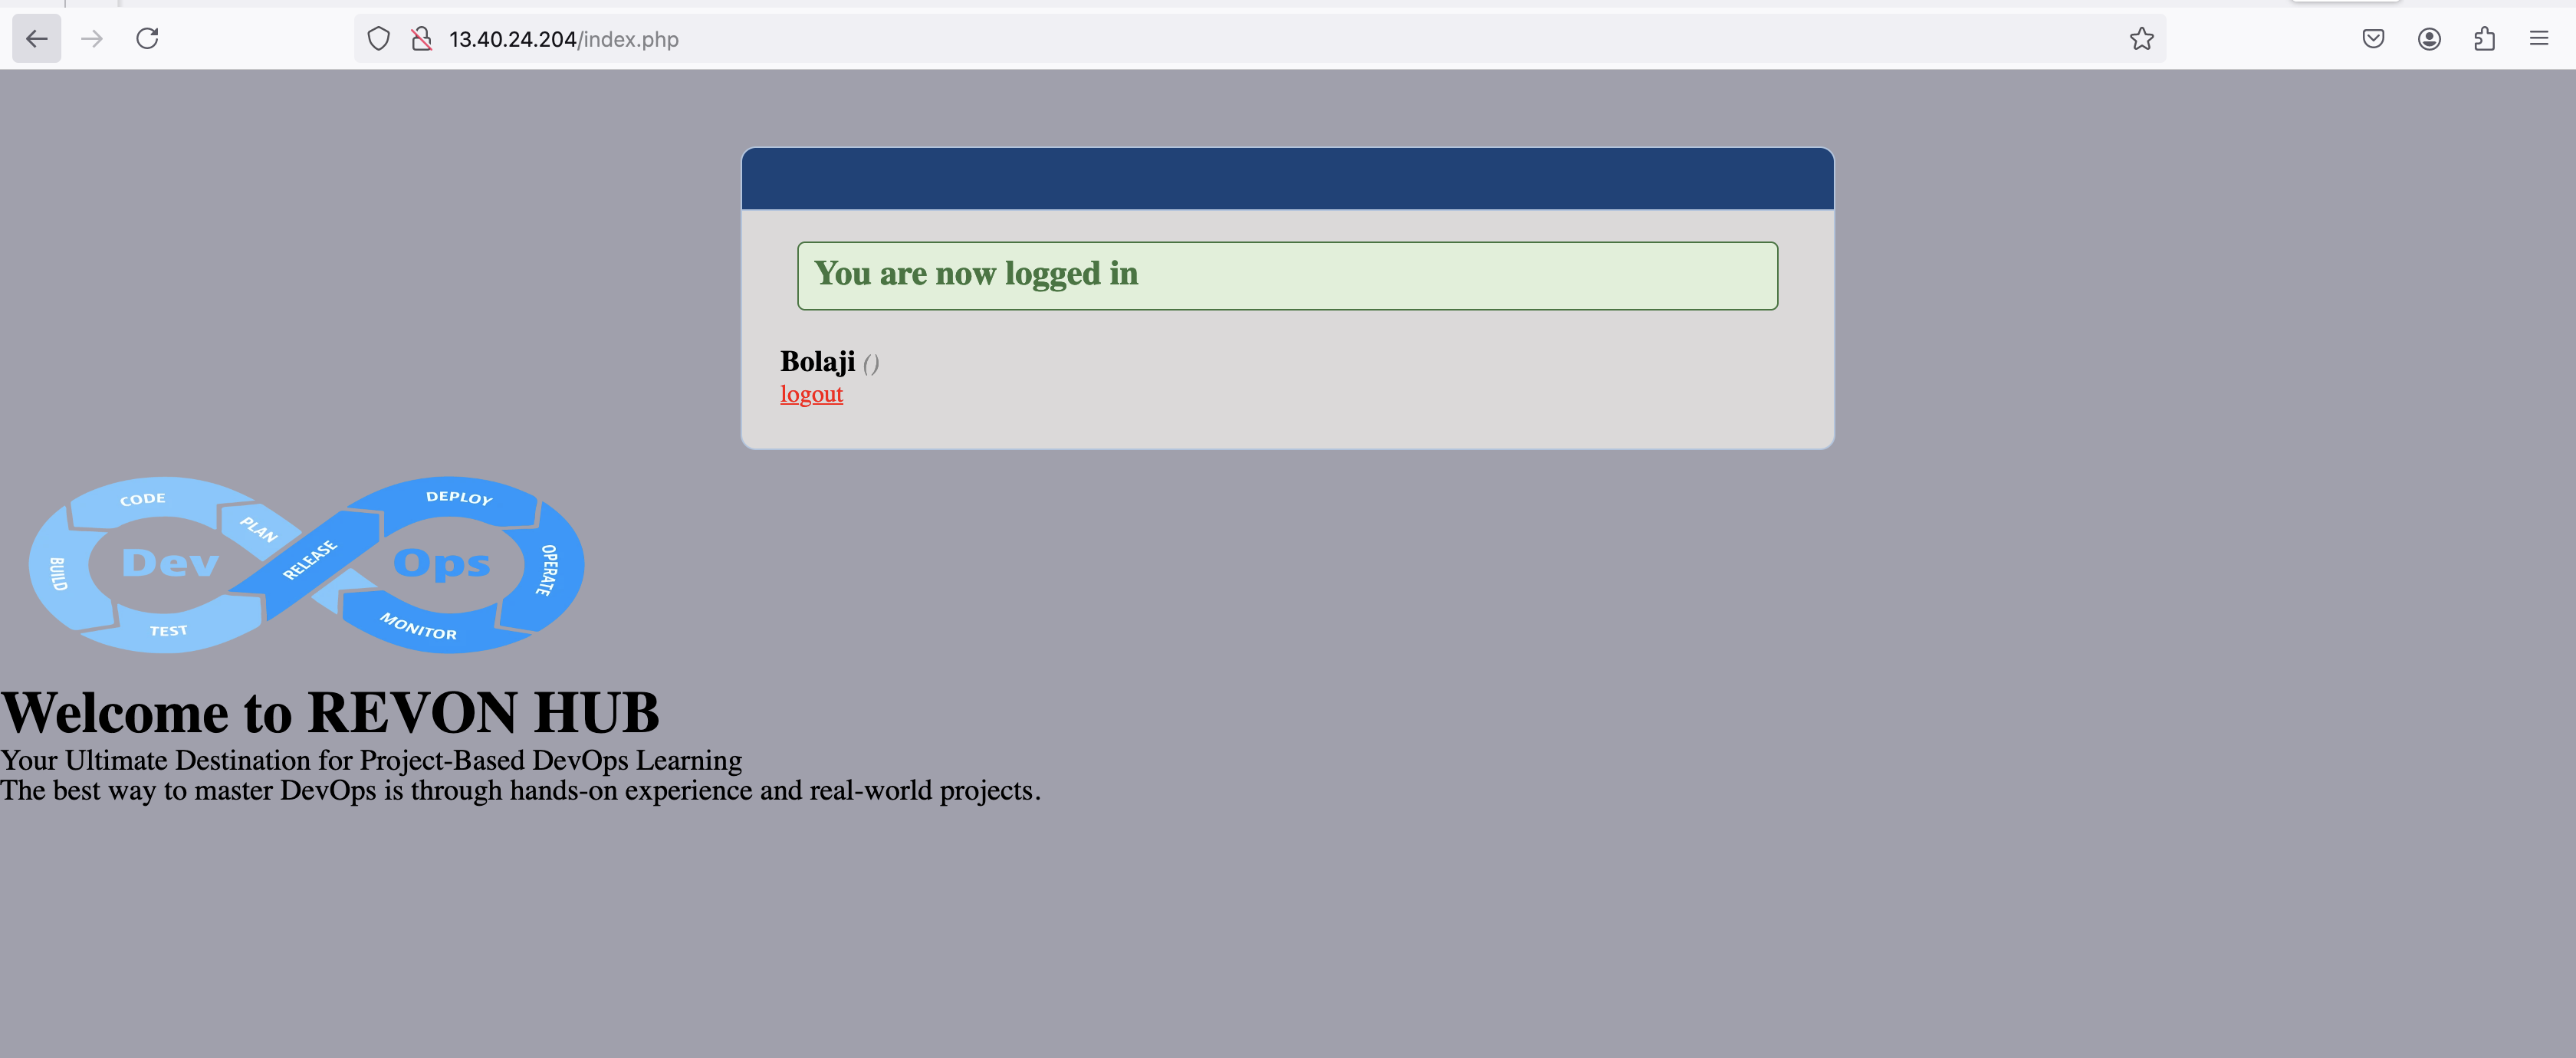 13.40.24.204/index.php
You are now logged in
Bolaji ()
logout
CODE
PLAN
BUILD
Dev
TEST
RELEASE
DEPLOY
Ops
OPERATE
MONITOR
Welcome to REVON HUB
Your Ultimate Destination for Project-Based DevOps Learning
The best way to master DevOps is through hands-on experience and real-world projects.